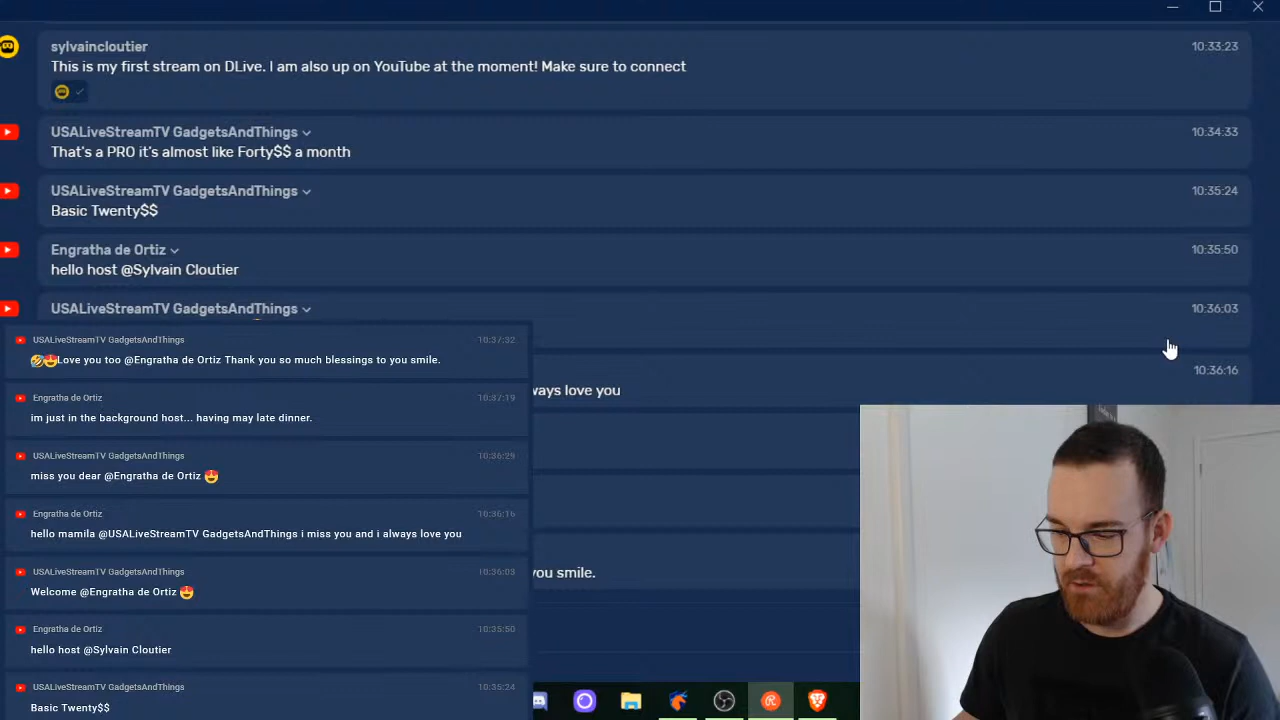 sylvaincloutier
10:33:23
This is my first stream on DLive. I am also up on YouTube at the moment! Make sure to connect
USALiveStreamTV GadgetsAndThings
10:34:33
That's a PRO it's almost like Forty$$ a month
USALiveStreamTV GadgetsAndThings
10:35:24
Basic Twenty$$
Engratha de Ortiz
10:35:50
hello host @Sylvain Cloutier
USALiveStreamTV GadgetsAndThings
10:36:03
10:36:16
ways love you
you smile.
USALiveStreamTV GadgetsAndThings
10:37:32
🤣😍Love you too @Engratha de Ortiz Thank you so much blessings to you smile.
Engratha de Ortiz
10:37:19
im just in the background host... having may late dinner.
USALiveStreamTV GadgetsAndThings
10:36:29
miss you dear @Engratha de Ortiz 😍
Engratha de Ortiz
10:36:16
hello mamila @USALiveStreamTV GadgetsAndThings i miss you and i always love you
USALiveStreamTV GadgetsAndThings
10:36:03
Welcome @Engratha de Ortiz 😍
Engratha de Ortiz
10:35:50
hello host @Sylvain Cloutier
USALiveStreamTV GadgetsAndThings
10:35:24
Basic Twenty$$